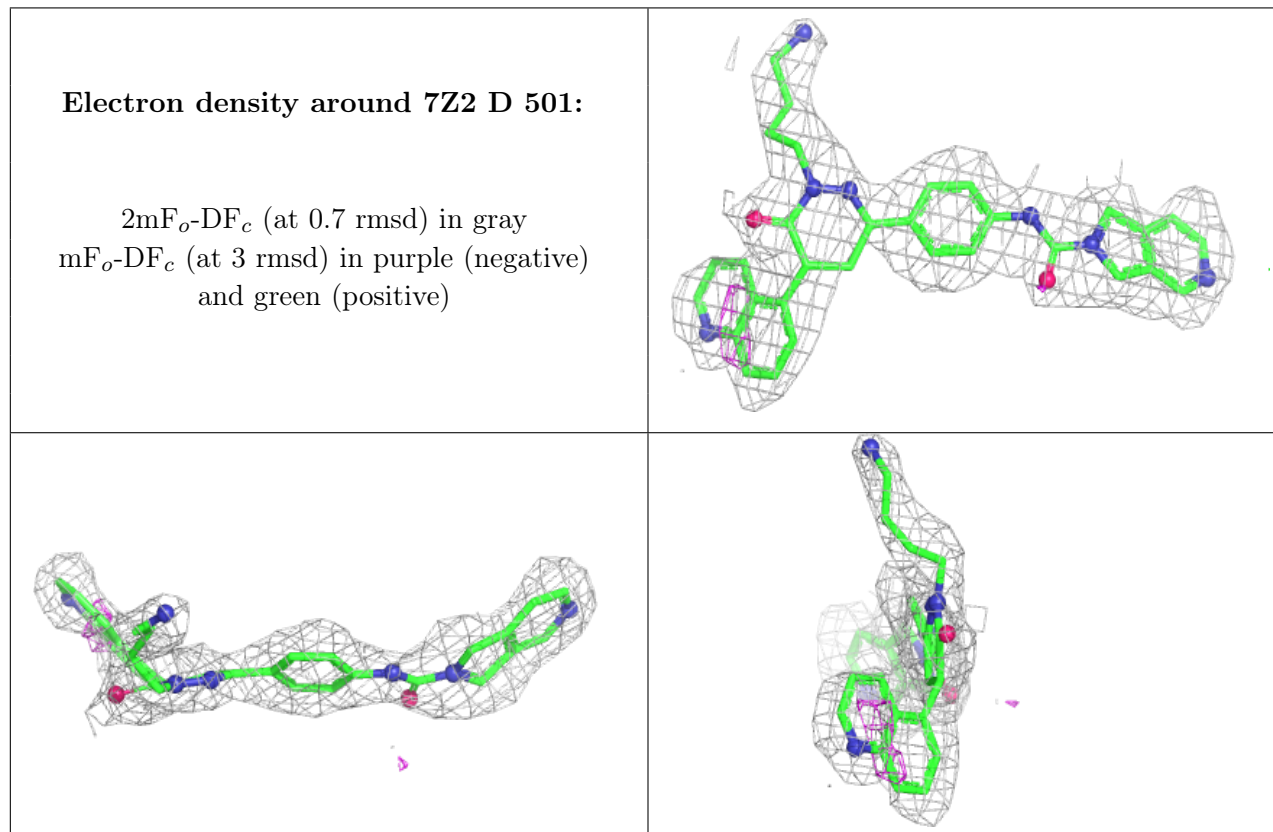 Electron density around 7Z2 D 501:
2mFo-DFc (at 0.7 rmsd) in gray
mFo-DFc (at 3 rmsd) in purple (negative)
and green (positive)